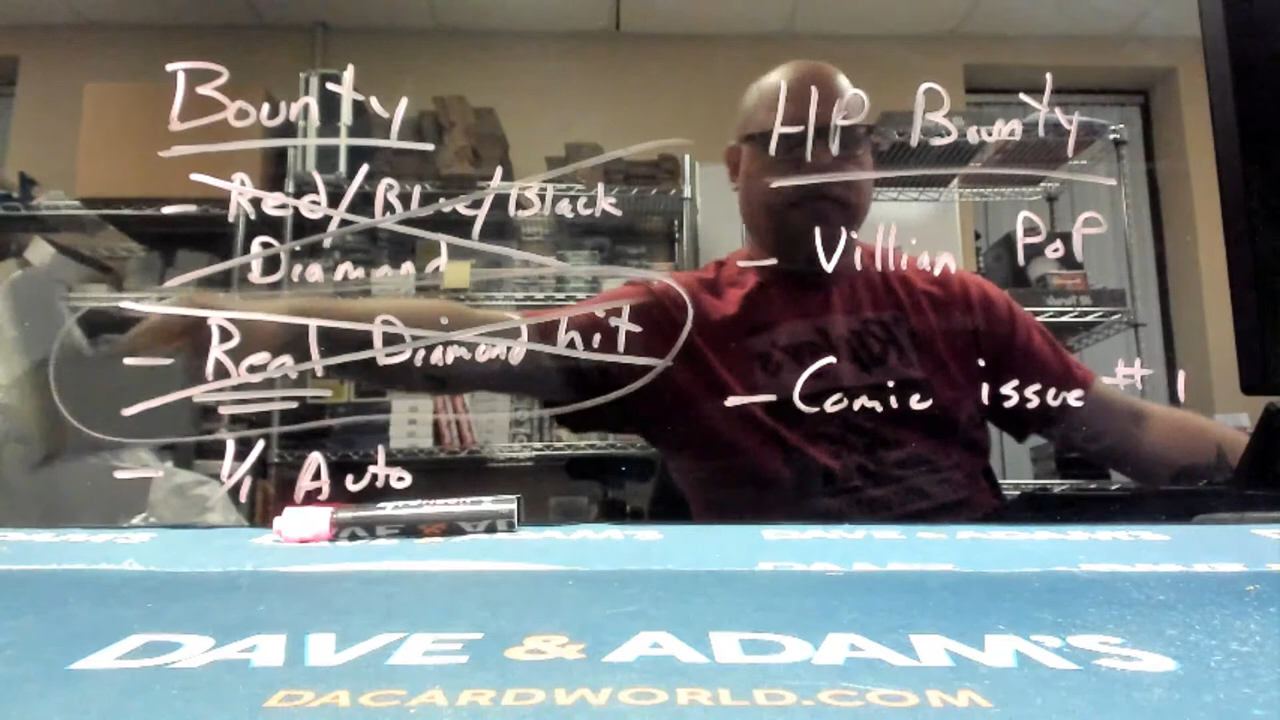 Bounty
- Red/Blue/Black
Diamond
- Real Diamond hit
- 1/1 Auto
HP Bounty
- Villian PoP
- Comic issue #1
DAVE & ADAM'S
DACARDWORLD.COM